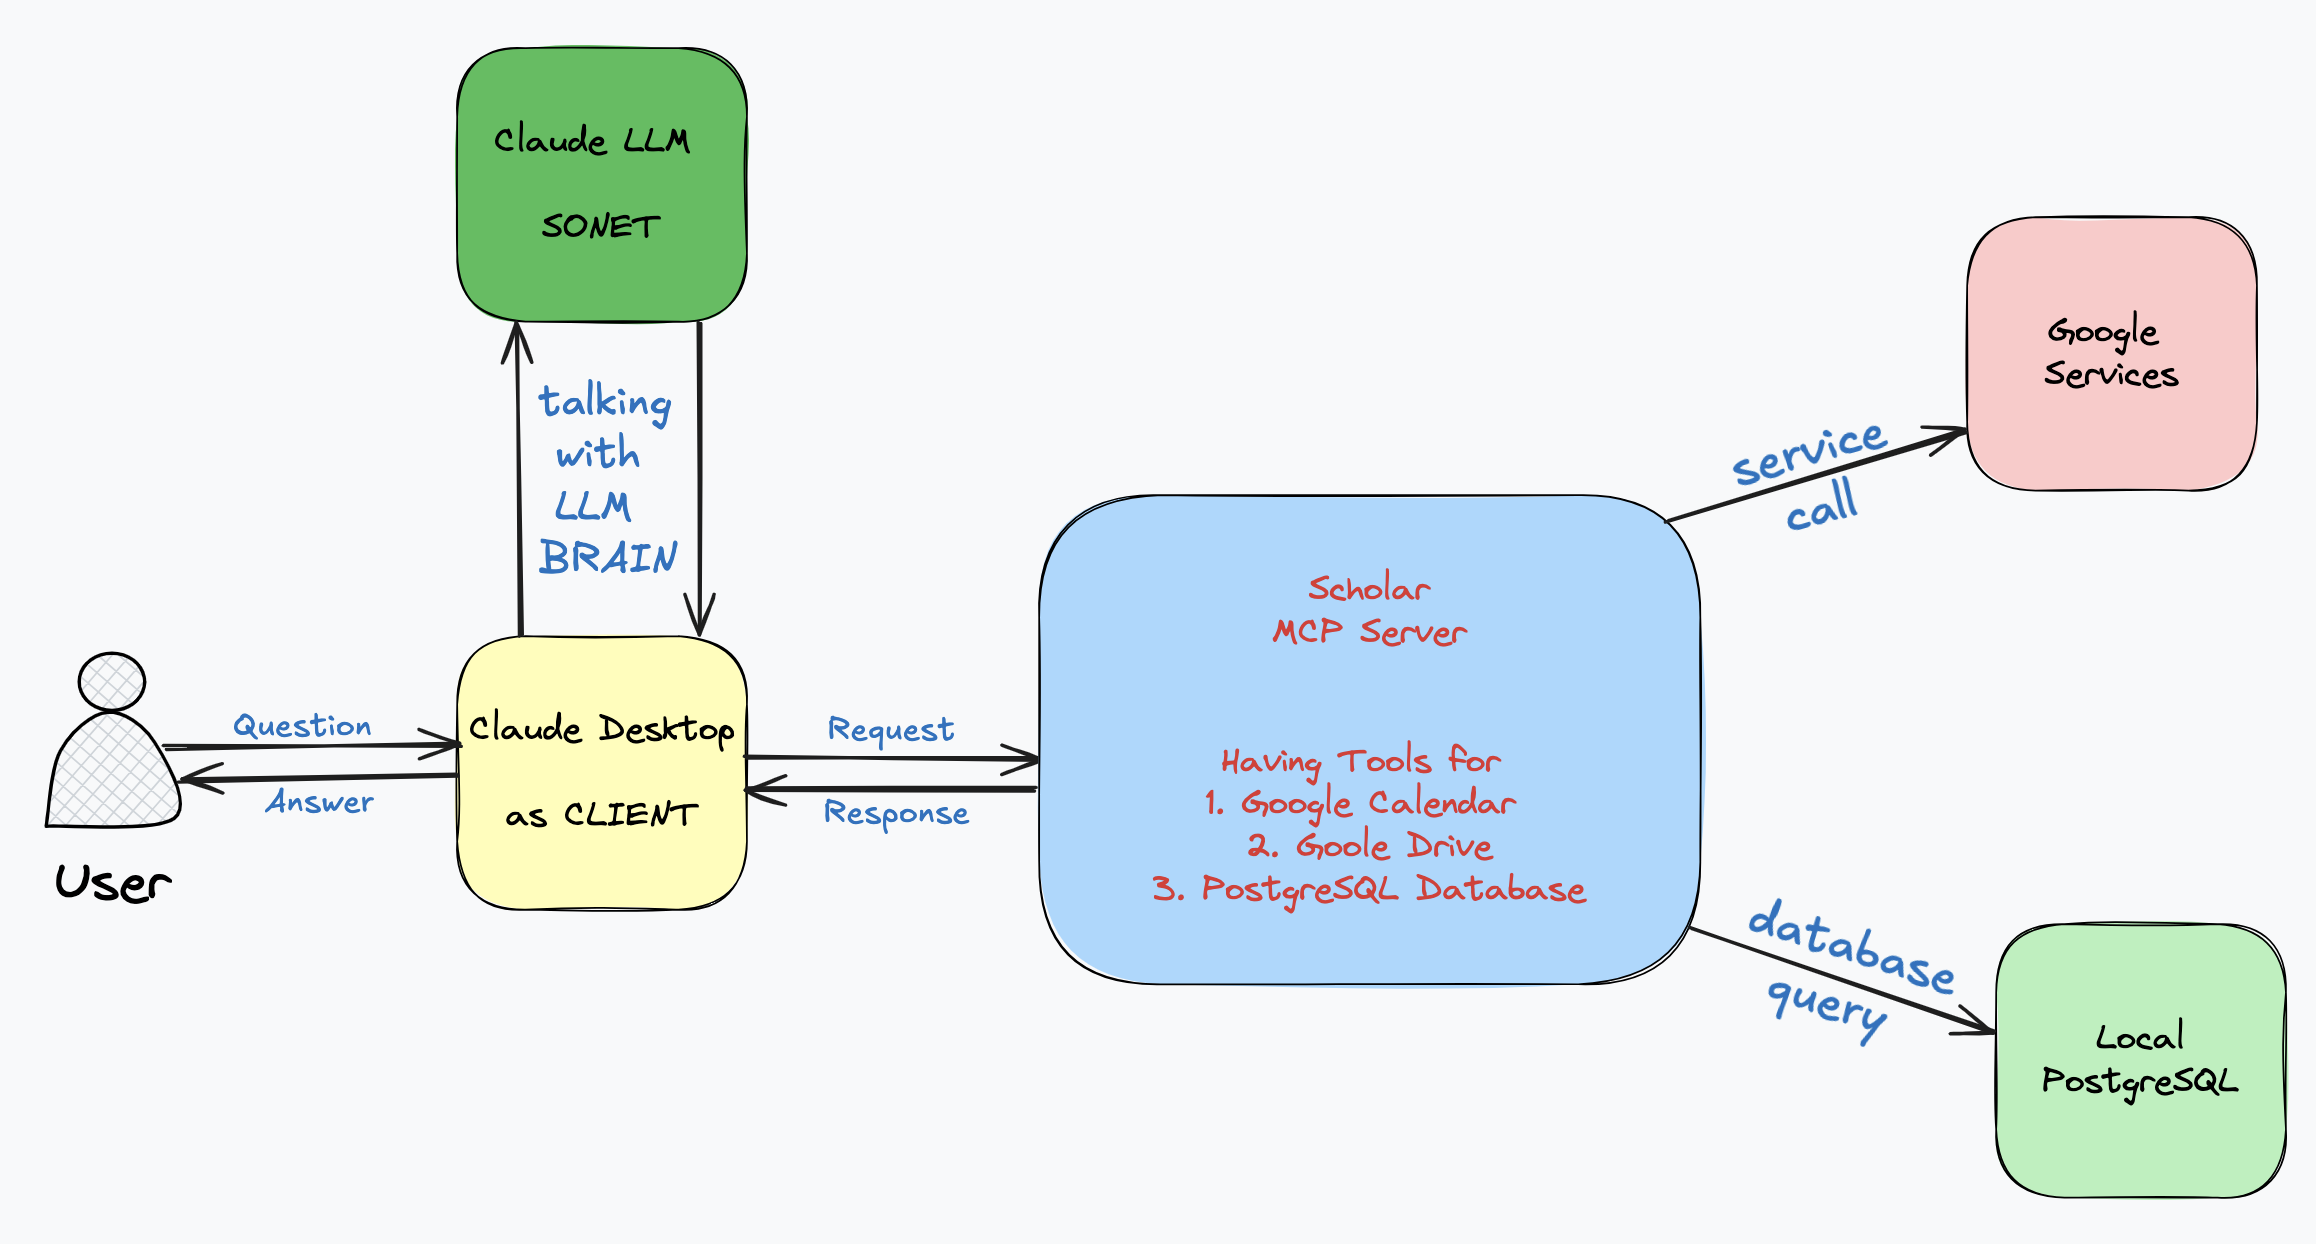 Claude LLM
SONET
talking
with
LLM
BRAIN
User
Question
Answer
Claude Desktop
as CLIENT
Request
Response
Scholar
MCP Server
Having Tools for
1. Google Calendar
2. Goole Drive
3. PostgreSQL Database
service
call
Google
Services
database
query
Local
PostgreSQL